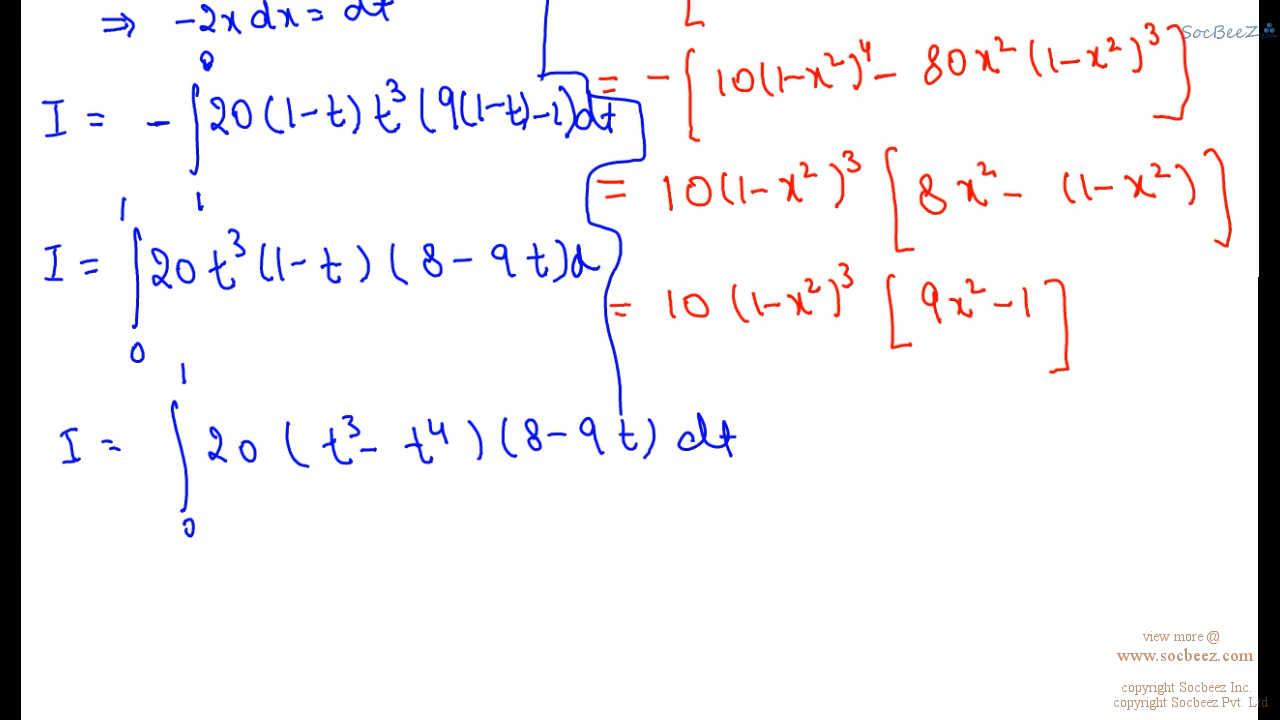 ⇒ -2x dx = dt
I = - ∫₁⁰ 20(1-t) t³ (9(1-t)-1)dt
I = ∫₀¹ 20 t³ (1-t) (8-9t)d
I = ∫₀¹ 20 (t³ - t⁴) (8-9t) dt
= - [10(1-x²)⁴ - 80x² (1-x²)³]
= 10(1-x²)³ [8x² - (1-x²)]
= 10 (1-x²)³ [9x² - 1]
SocBeeZ
view more @
www.socbeez.com
copyright Socbeez Inc.
copyright Socbeez Pvt. Ltd.